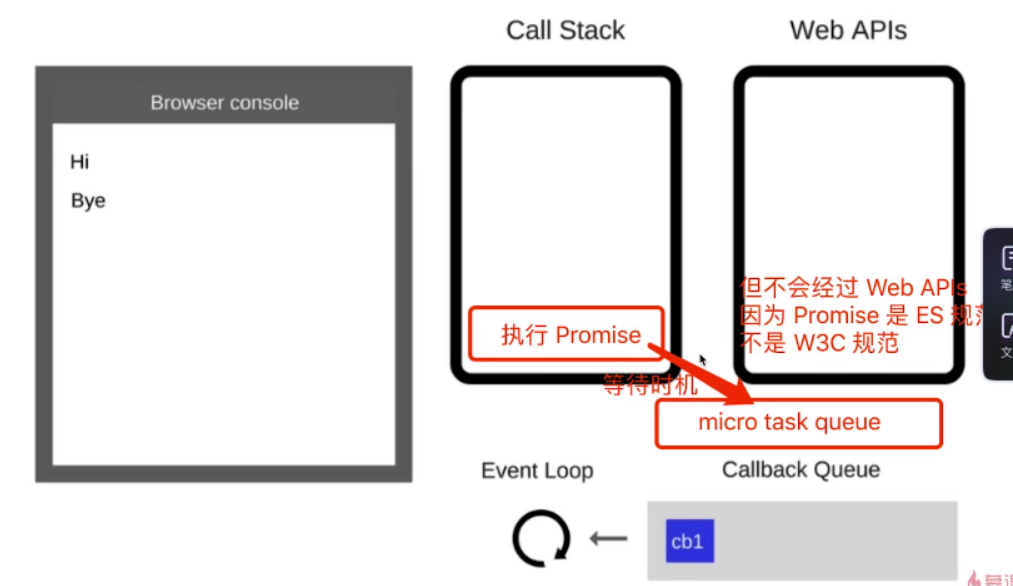 Call Stack
Web APIs
Browser console
Hi
Bye
但不会经过 Web APIs
因为 Promise 是 ES 规
不是 W3C 规范
执行 Promise
等待时机
micro task queue
Event Loop
Callback Queue
cb1
笔
文